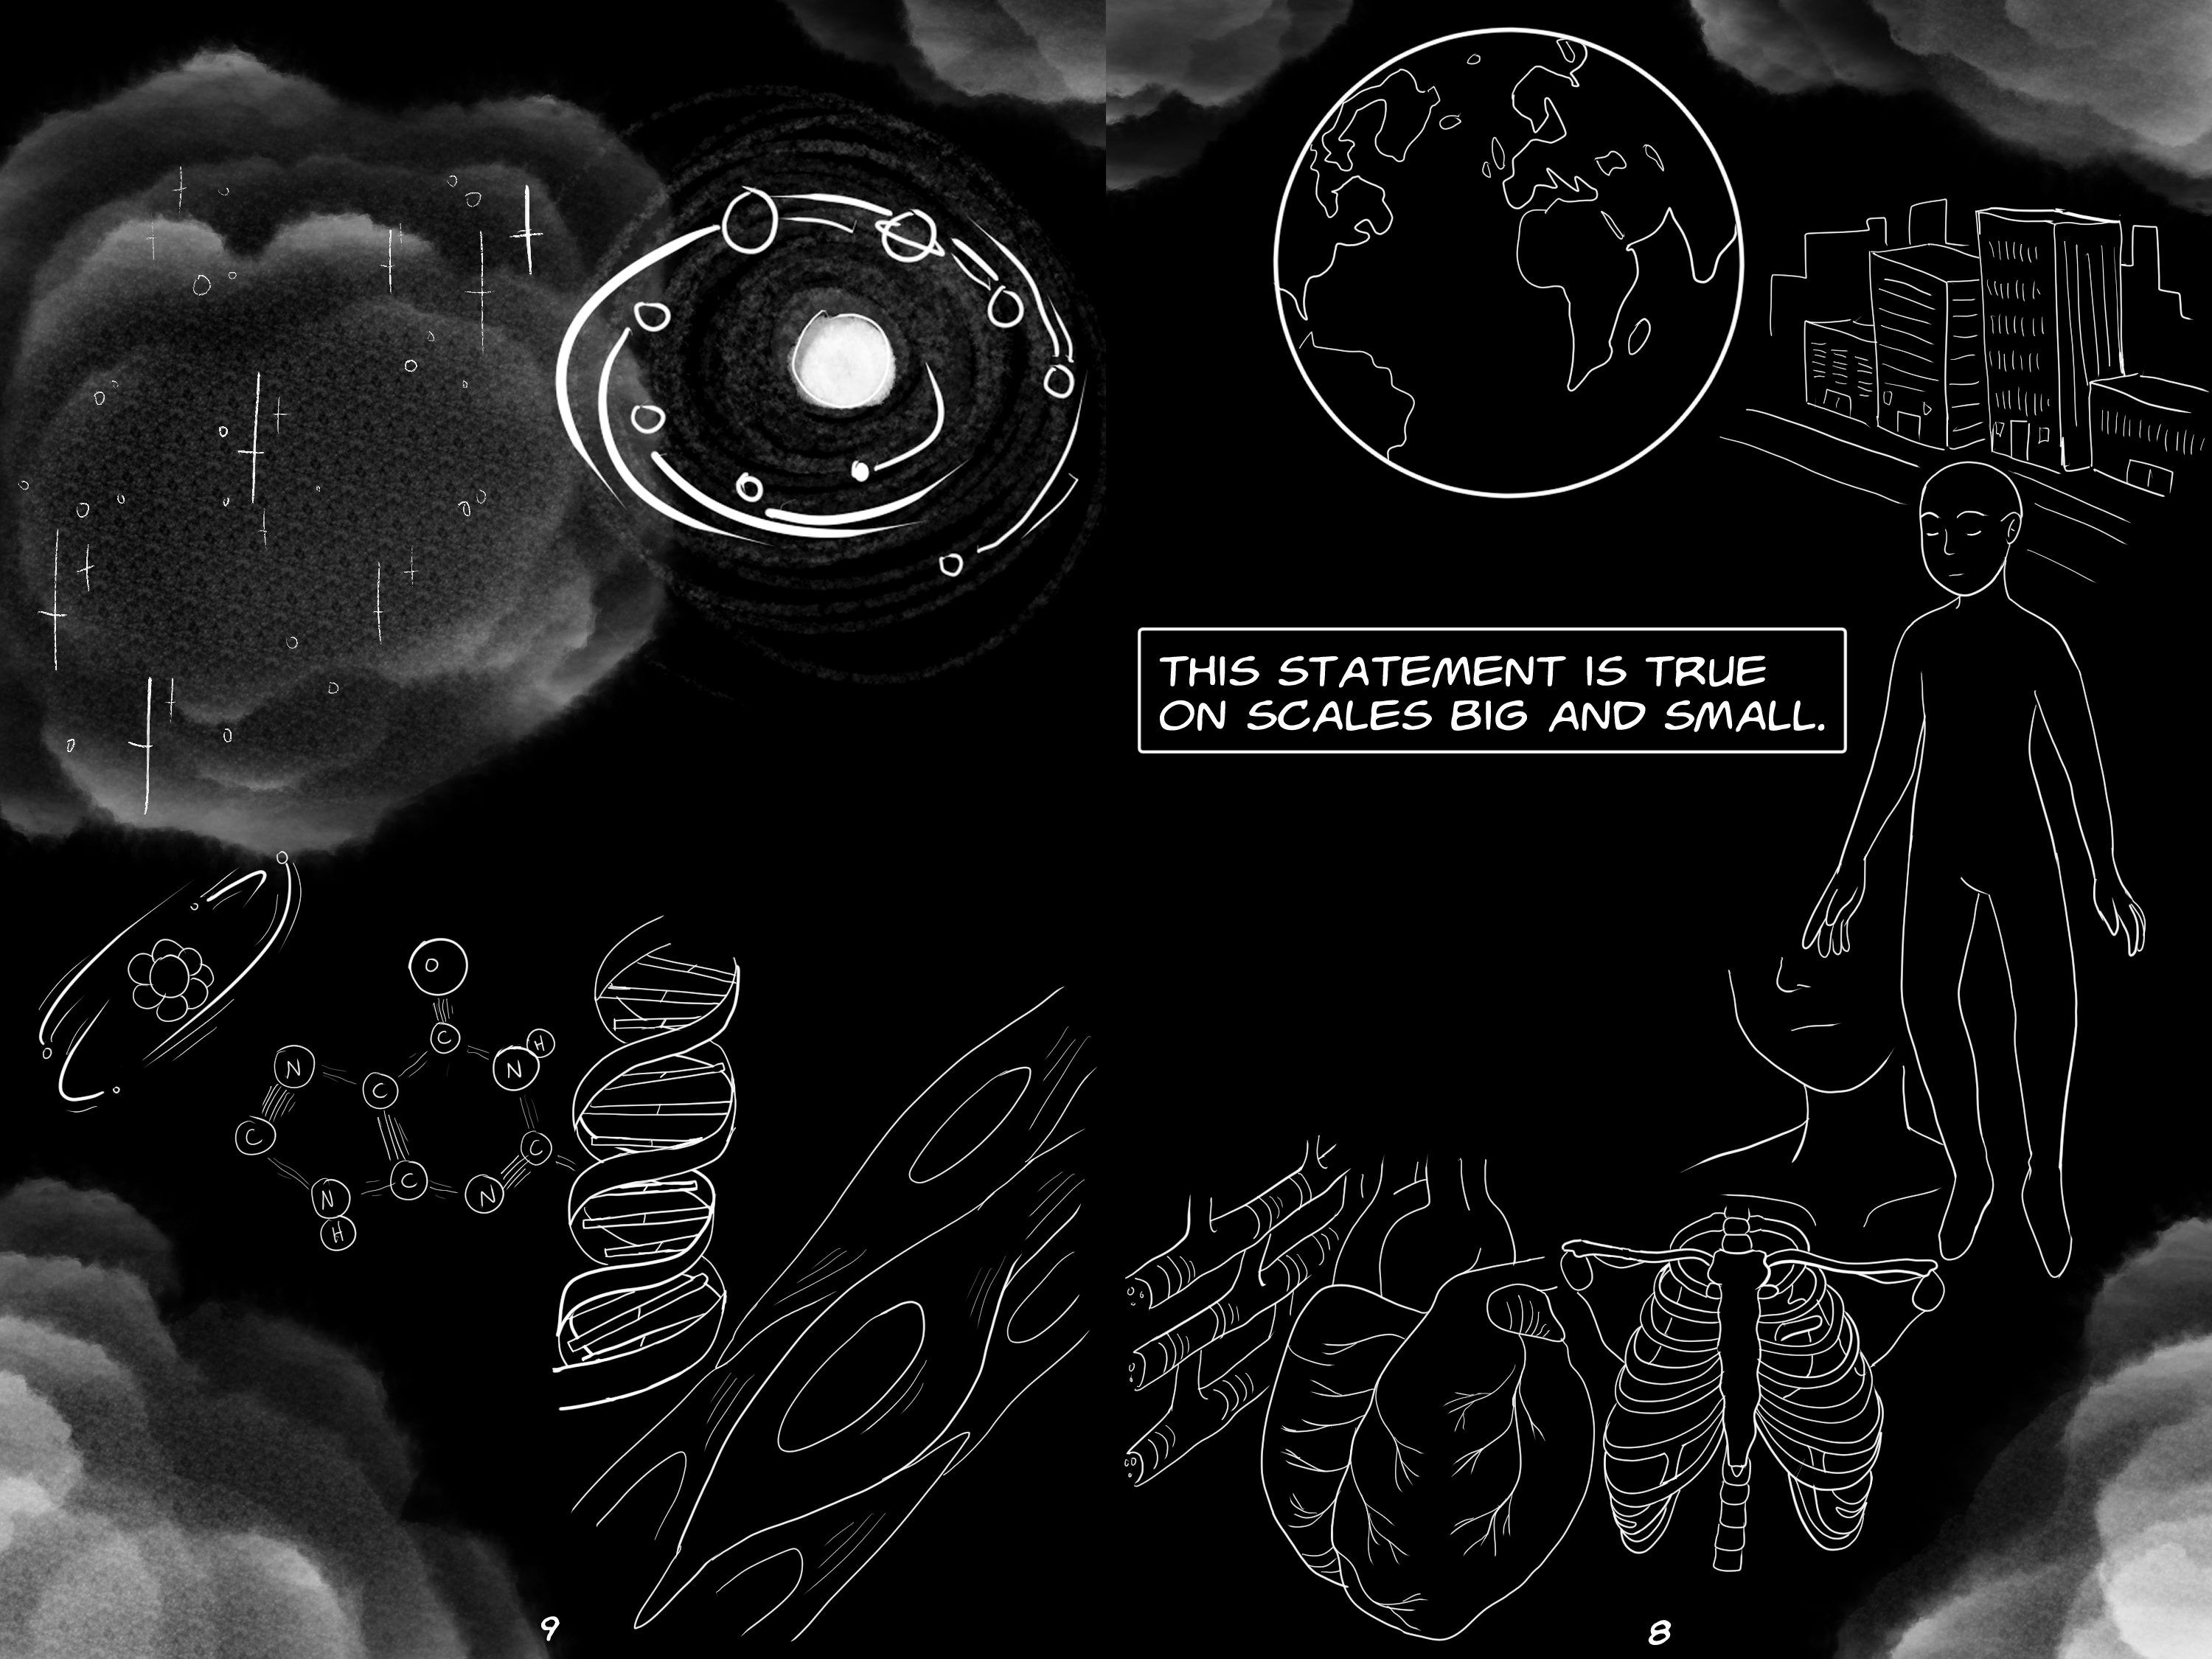 THIS STATEMENT IS TRUE
ON SCALES BIG AND SMALL.
O
C
N
H
N
C
C
C
N
C
N
H
9
8